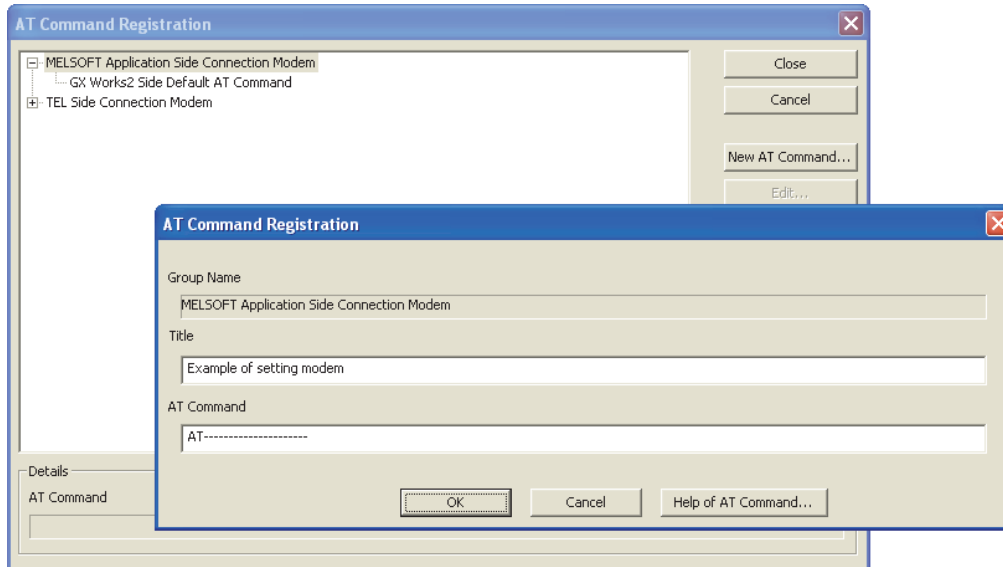 AT Command Registration
MELSOFT Application Side Connection Modem
GX Works2 Side Default AT Command
TEL Side Connection Modem
Close
Cancel
New AT Command...
Edit...
AT Command Registration
Group Name
MELSOFT Application Side Connection Modem
Title
Example of setting modem
AT Command
AT---------------------
OK
Cancel
Help of AT Command...
Details
AT Command